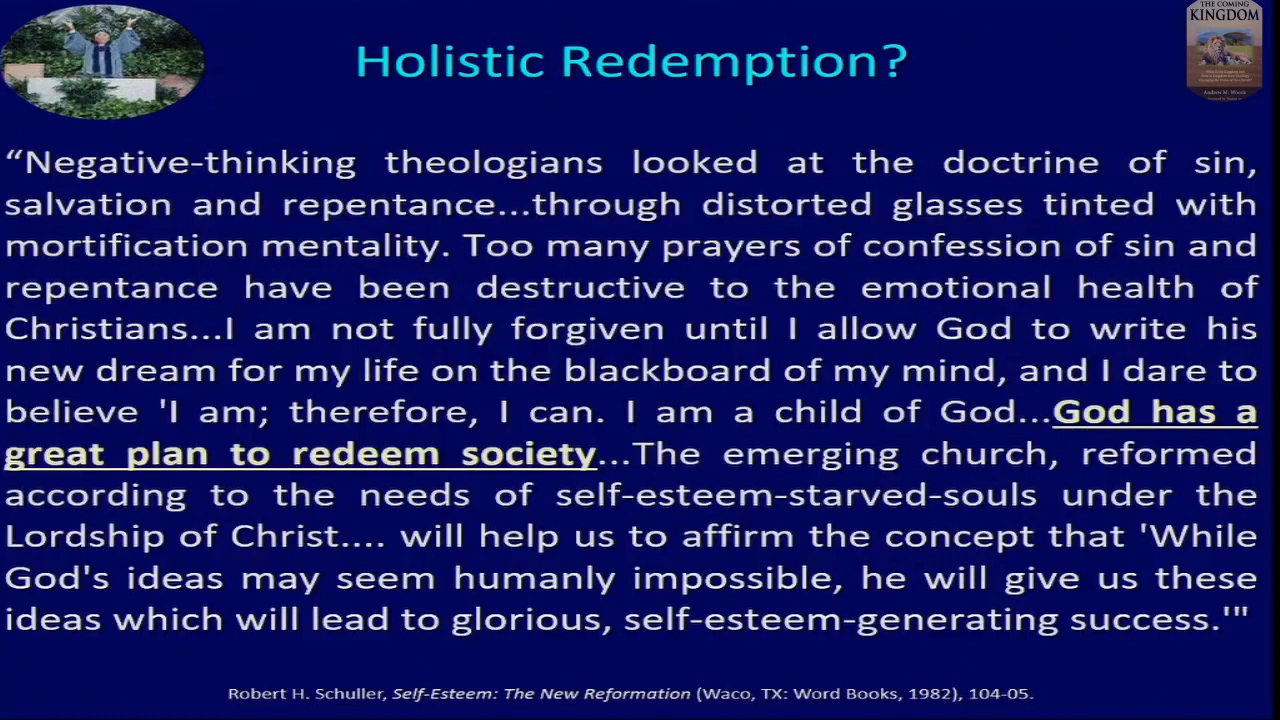 THE COMING
KINGDOM
Andrew M. Woods
Holistic Redemption?
“Negative-thinking theologians looked at the doctrine of sin,
salvation and repentance...through distorted glasses tinted with
mortification mentality. Too many prayers of confession of sin and
repentance have been destructive to the emotional health of
Christians...I am not fully forgiven until I allow God to write his
new dream for my life on the blackboard of my mind, and I dare to
believe 'I am; therefore, I can. I am a child of God...God has a
great plan to redeem society...The emerging church, reformed
according to the needs of self-esteem-starved-souls under the
Lordship of Christ.... will help us to affirm the concept that 'While
God's ideas may seem humanly impossible, he will give us these
ideas which will lead to glorious, self-esteem-generating success.'"
Robert H. Schuller, Self-Esteem: The New Reformation (Waco, TX: Word Books, 1982), 104-05.